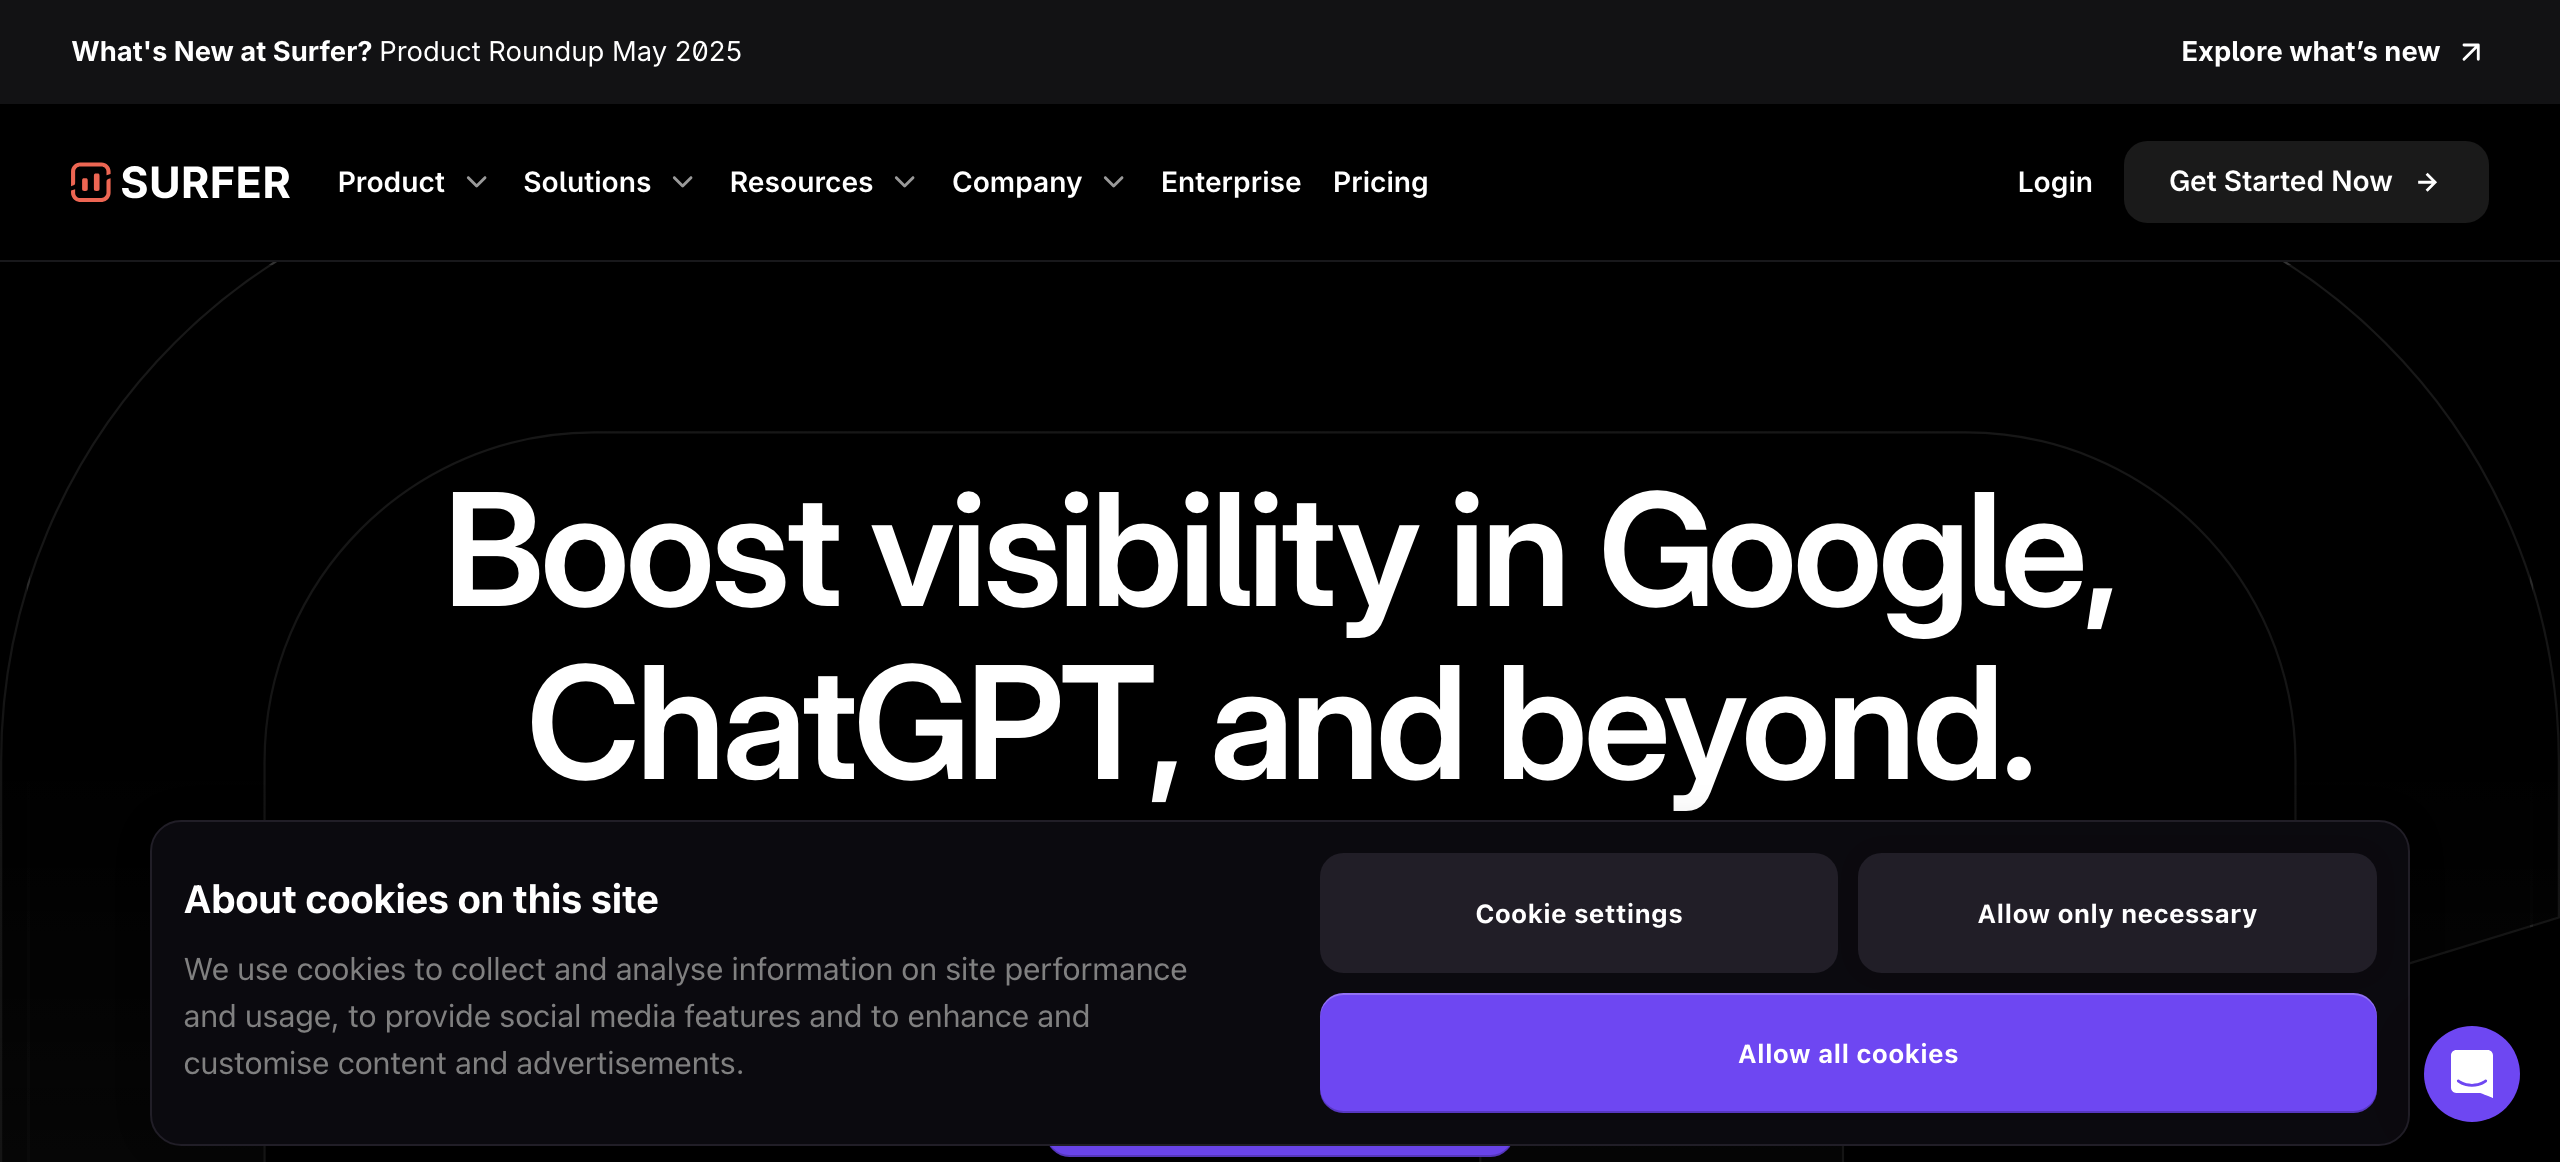 What's New at Surfer? Product Roundup May 2025
Explore what’s new
SURFER
Product
Solutions
Resources
Company
Enterprise
Pricing
Login
Get Started Now
Boost visibility in Google,
ChatGPT, and beyond.
About cookies on this site
We use cookies to collect and analyse information on site performance
and usage, to provide social media features and to enhance and
customise content and advertisements.
Cookie settings
Allow only necessary
Allow all cookies